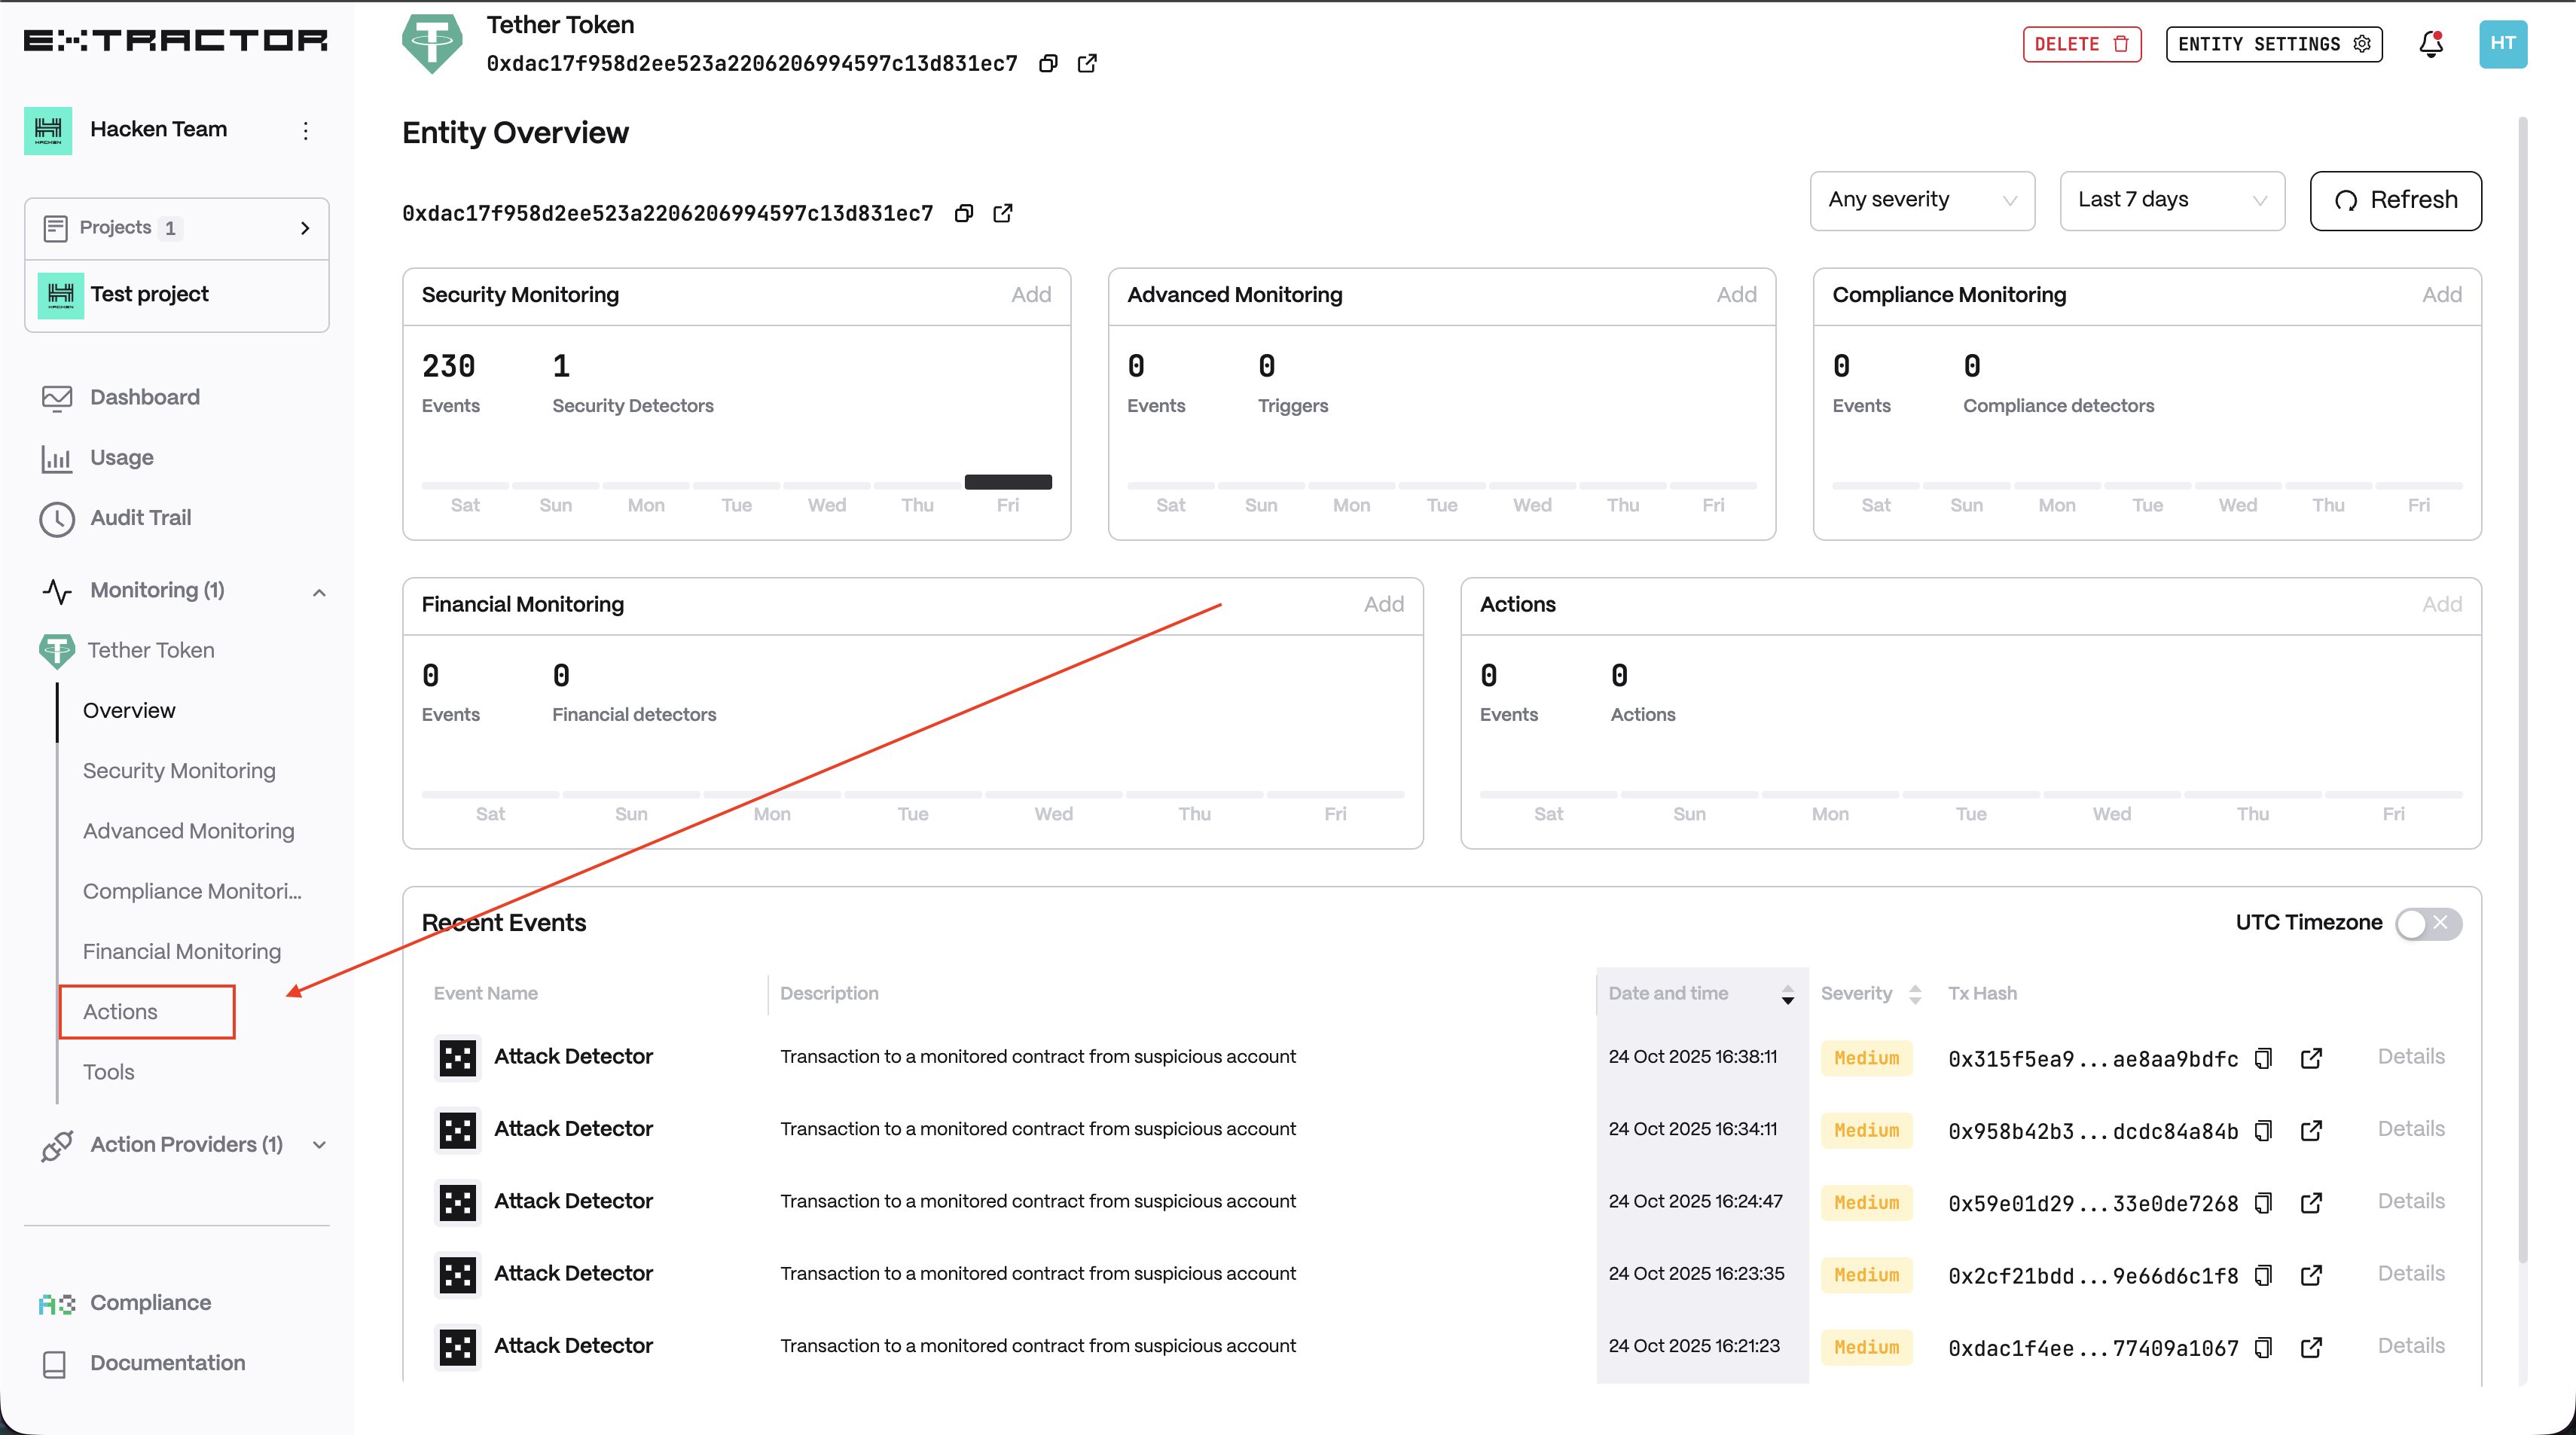 EXTRACTOR
Hacken Team
HACKEN
Projects 1
Test project
Dashboard
Usage
Audit Trail
Monitoring (1)
Tether Token
Overview
Security Monitoring
Advanced Monitoring
Compliance Monitori...
Financial Monitoring
Actions
Tools
Action Providers (1)
Compliance
Documentation
Tether Token
0xdac17f958d2ee523a2206206994597c13d831ec7
DELETE
ENTITY SETTINGS
HT
Entity Overview
0xdac17f958d2ee523a2206206994597c13d831ec7
Any severity
Last 7 days
Refresh
Security Monitoring Add
230 1
Events Security Detectors
Sat Sun Mon Tue Wed Thu Fri
Advanced Monitoring Add
0 0
Events Triggers
Sat Sun Mon Tue Wed Thu Fri
Compliance Monitoring Add
0 0
Events Compliance detectors
Sat Sun Mon Tue Wed Thu Fri
Financial Monitoring Add
0 0
Events Financial detectors
Sat Sun Mon Tue Wed Thu Fri
Actions Add
0 0
Events Actions
Sat Sun Mon Tue Wed Thu Fri
Recent Events UTC Timezone
Event Name Description Date and time Severity Tx Hash
Attack Detector Transaction to a monitored contract from suspicious account 24 Oct 2025 16:38:11 Medium 0x315f5ea9...ae8aa9bdfc Details
Attack Detector Transaction to a monitored contract from suspicious account 24 Oct 2025 16:34:11 Medium 0x958b42b3...dcdc84a84b Details
Attack Detector Transaction to a monitored contract from suspicious account 24 Oct 2025 16:24:47 Medium 0x59e01d29...33e0de7268 Details
Attack Detector Transaction to a monitored contract from suspicious account 24 Oct 2025 16:23:35 Medium 0x2cf21bdd...9e66d6c1f8 Details
Attack Detector Transaction to a monitored contract from suspicious account 24 Oct 2025 16:21:23 Medium 0xdac1f4ee...77409a1067 Details